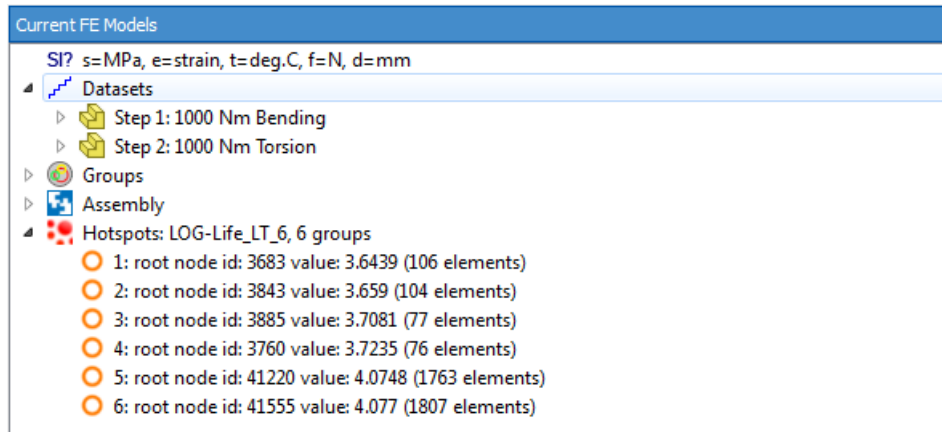 Current FE Models
SI? s=MPa, e=strain, t=deg.C, f=N, d=mm
Datasets
Step 1: 1000 Nm Bending
Step 2: 1000 Nm Torsion
Groups
Assembly
Hotspots: LOG-Life_LT_6, 6 groups
1: root node id: 3683 value: 3.6439 (106 elements)
2: root node id: 3843 value: 3.659 (104 elements)
3: root node id: 3885 value: 3.7081 (77 elements)
4: root node id: 3760 value: 3.7235 (76 elements)
5: root node id: 41220 value: 4.0748 (1763 elements)
6: root node id: 41555 value: 4.077 (1807 elements)